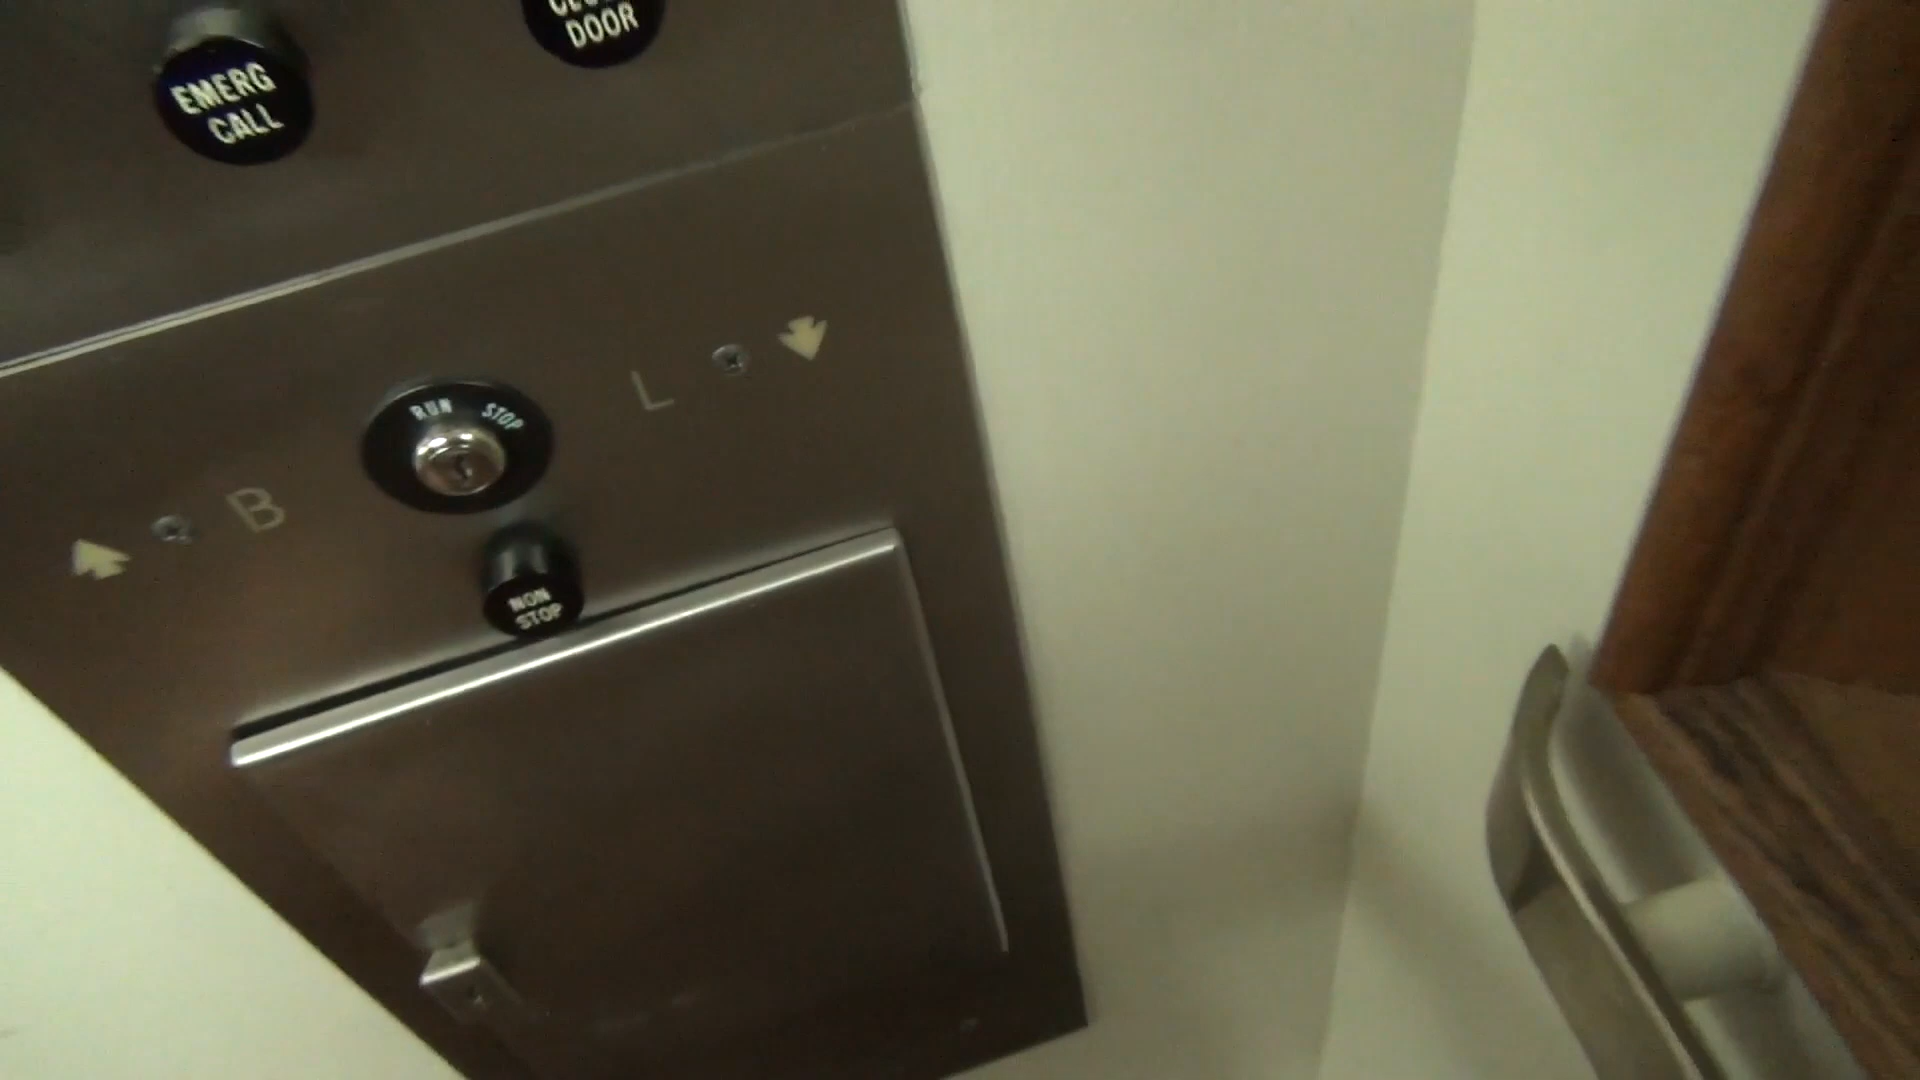 EMERG
CALL
DOOR
RUN STOP
L
B
NON
STOP